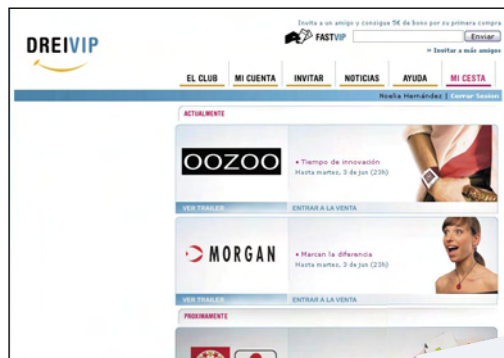 Invita a un amigo y consigue 5€ de bono por su primera compra
DREIVIP
FASTVIP
Enviar
» Invitar a más amigos
EL CLUB MI CUENTA INVITAR NOTICIAS AYUDA MI CESTA
Noelia Hernández | Cerrar Sesion
ACTUALMENTE
OOZOO
• Tiempo de innovación
Hasta martes, 3 de jun (23h)
VER TRAILER ENTRAR A LA VENTA
MORGAN
• Marcan la diferencia
Hasta martes, 3 de jun (23h)
VER TRAILER ENTRAR A LA VENTA
PROXIMAMENTE